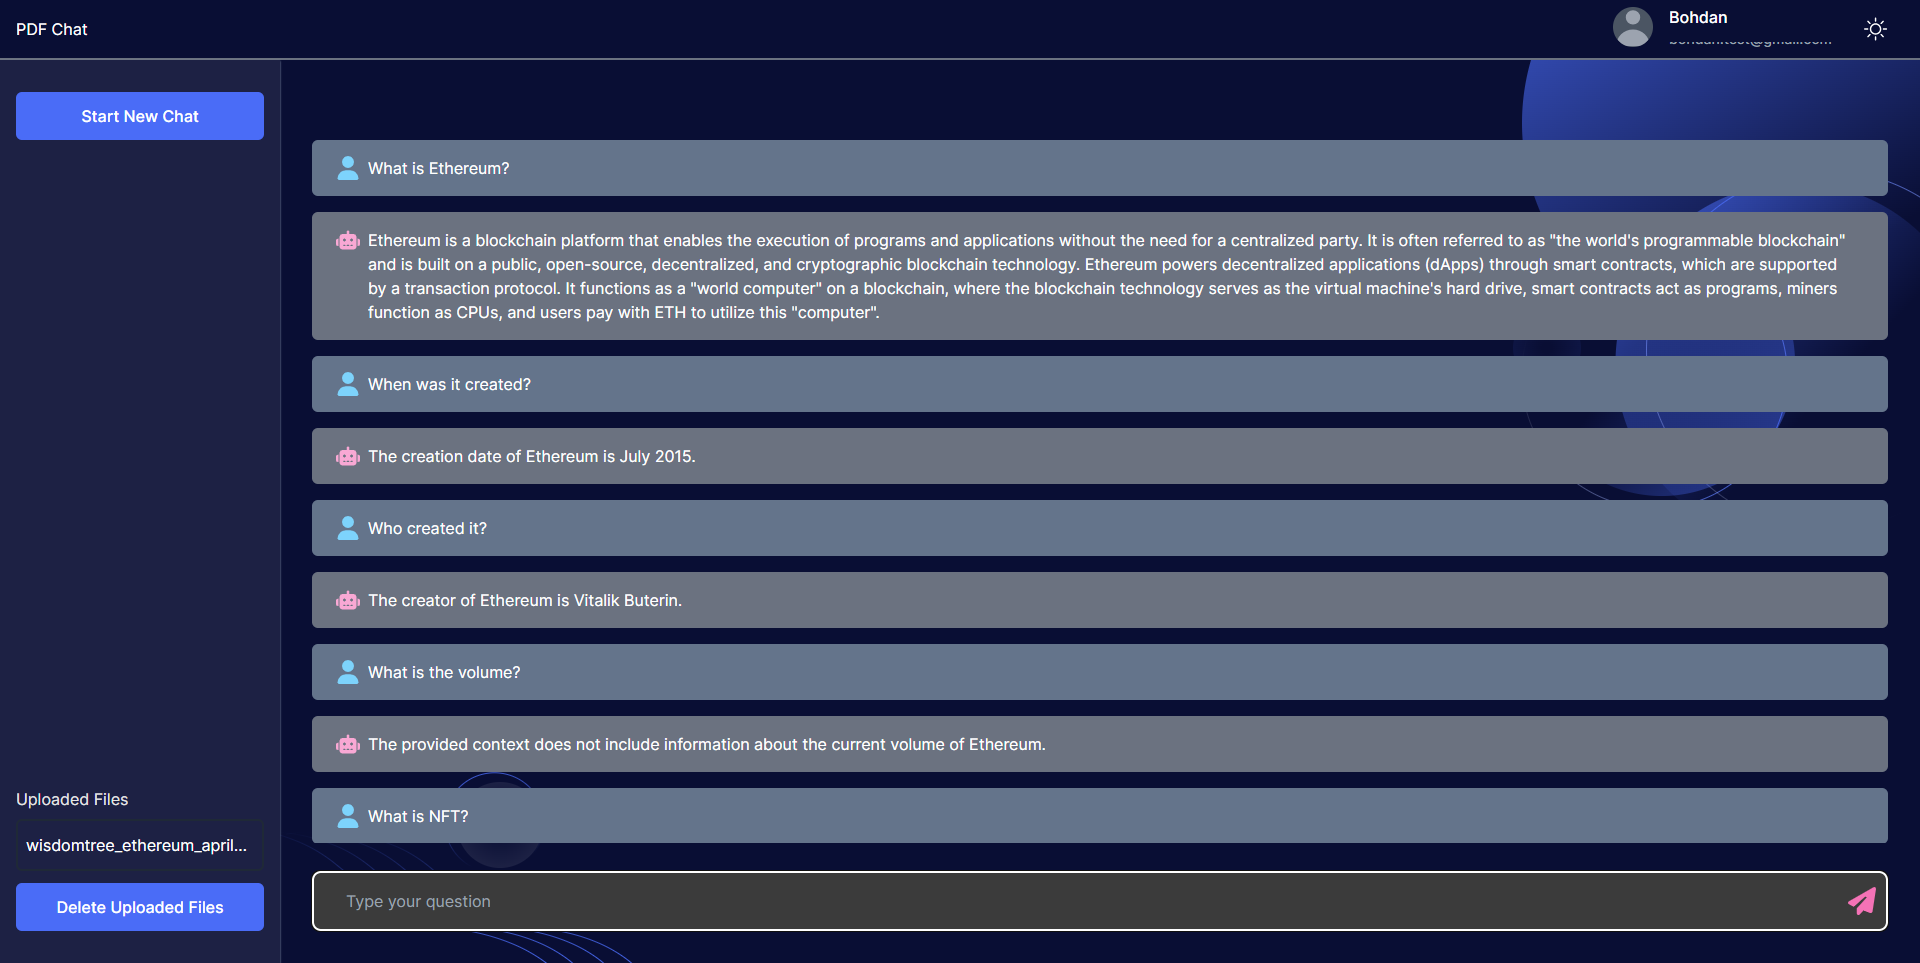 PDF Chat
Bohdan
Start New Chat
What is Ethereum?
Ethereum is a blockchain platform that enables the execution of programs and applications without the need for a centralized party. It is often referred to as "the world's programmable blockchain"
and is built on a public, open-source, decentralized, and cryptographic blockchain technology. Ethereum powers decentralized applications (dApps) through smart contracts, which are supported
by a transaction protocol. It functions as a "world computer" on a blockchain, where the blockchain technology serves as the virtual machine's hard drive, smart contracts act as programs, miners
function as CPUs, and users pay with ETH to utilize this "computer".
When was it created?
The creation date of Ethereum is July 2015.
Who created it?
The creator of Ethereum is Vitalik Buterin.
What is the volume?
The provided context does not include information about the current volume of Ethereum.
What is NFT?
Uploaded Files
wisdomtree_ethereum_april...
Delete Uploaded Files
Type your question